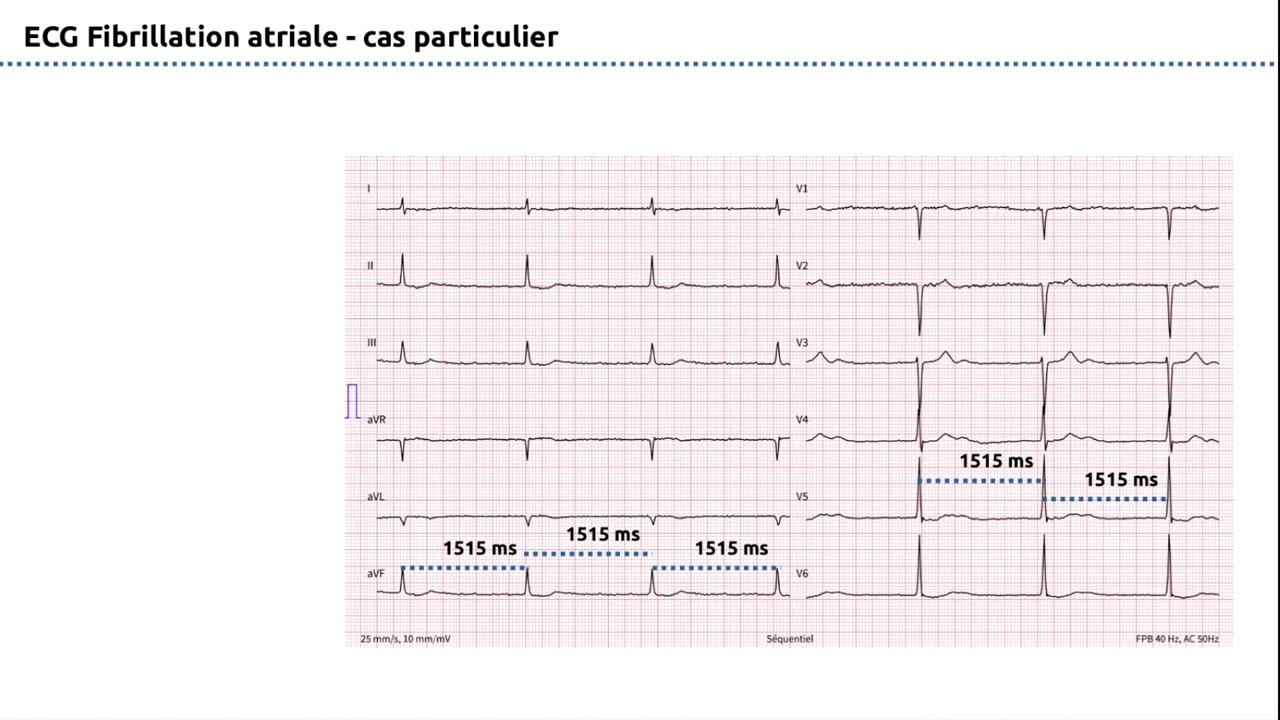 ECG Fibrillation atriale - cas particulier
I
II
III
aVR
aVL
aVF
V1
V2
V3
V4
V5
V6
1515 ms
1515 ms
1515 ms
1515 ms
1515 ms
25 mm/s, 10 mm/mV
Séquentiel
FPB 40 Hz, AC 50Hz